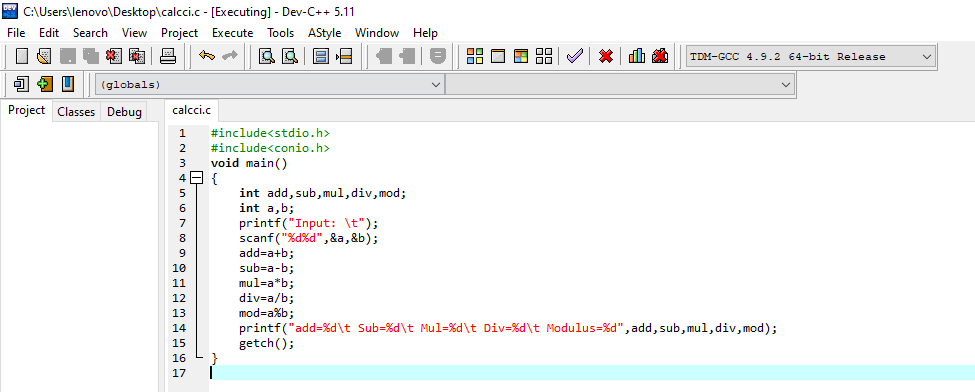 C:\Users\lenovo\Desktop\calcci.c - [Executing] - Dev-C++ 5.11
File Edit Search View Project Execute Tools AStyle Window Help
TDM-GCC 4.9.2 64-bit Release
(globals)
Project Classes Debug
calcci.c
1 #include<stdio.h>
2 #include<conio.h>
3 void main()
4 {
5 int add,sub,mul,div,mod;
6 int a,b;
7 printf("Input: \t");
8 scanf("%d%d",&a,&b);
9 add=a+b;
10 sub=a-b;
11 mul=a*b;
12 div=a/b;
13 mod=a%b;
14 printf("add=%d\t Sub=%d\t Mul=%d\t Div=%d\t Modulus=%d",add,sub,mul,div,mod);
15 getch();
16 }
17